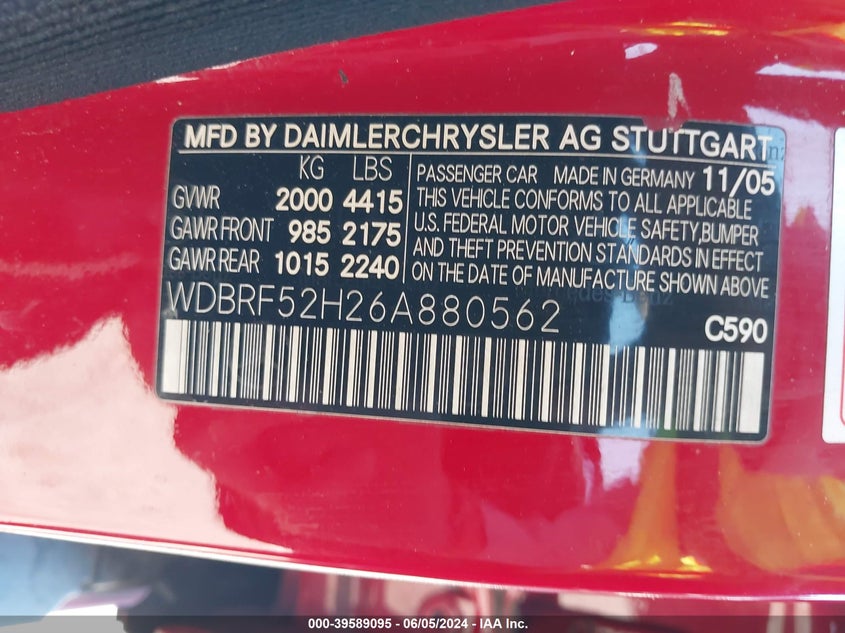 MFD BY DAIMLERCHRYSLER AG STUTTGART
KG LBS
GVWR 2000 4415
GAWR FRONT 985 2175
GAWR REAR 1015 2240
PASSENGER CAR MADE IN GERMANY 11/05
THIS VEHICLE CONFORMS TO ALL APPLICABLE
U.S. FEDERAL MOTOR VEHICLE SAFETY,BUMPER
AND THEFT PREVENTION STANDARDS IN EFFECT
ON THE DATE OF MANUFACTURE SHOWN ABOVE
WDBRF52H26A880562
C590
000-39589095 - 06/05/2024 - IAA Inc.